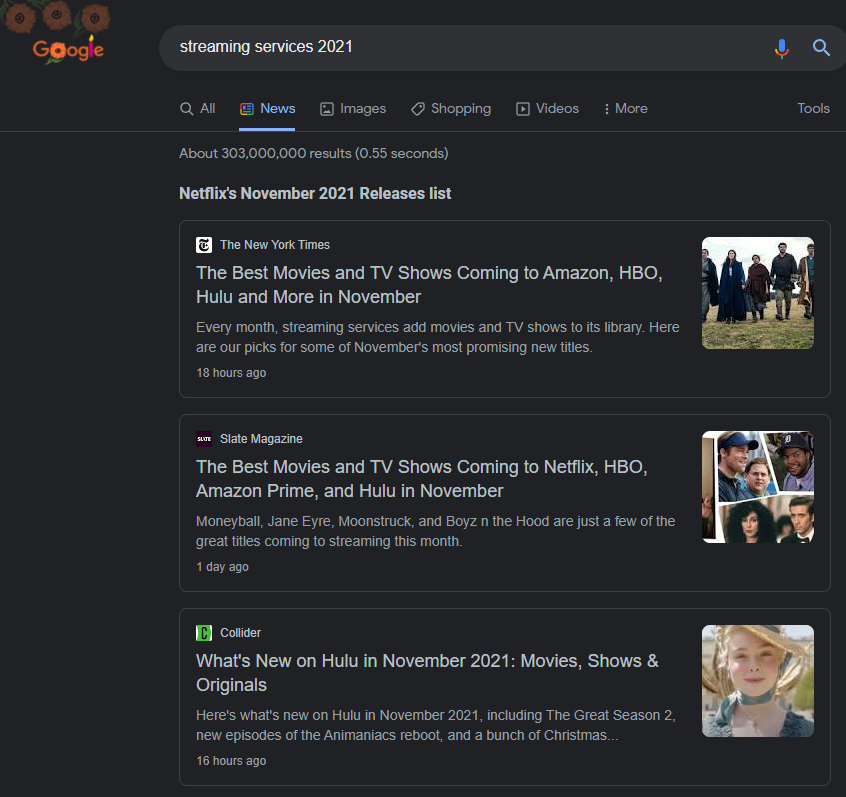 Google
streaming services 2021
All
News
Images
Shopping
Videos
More
Tools
About 303,000,000 results (0.55 seconds)
Netflix's November 2021 Releases list
The New York Times
The Best Movies and TV Shows Coming to Amazon, HBO,
Hulu and More in November
Every month, streaming services add movies and TV shows to its library. Here
are our picks for some of November's most promising new titles.
18 hours ago
SLATE
Slate Magazine
The Best Movies and TV Shows Coming to Netflix, HBO,
Amazon Prime, and Hulu in November
Moneyball, Jane Eyre, Moonstruck, and Boyz n the Hood are just a few of the
great titles coming to streaming this month.
1 day ago
C
Collider
What's New on Hulu in November 2021: Movies, Shows &
Originals
Here's what's new on Hulu in November 2021, including The Great Season 2,
new episodes of the Animaniacs reboot, and a bunch of Christmas...
16 hours ago